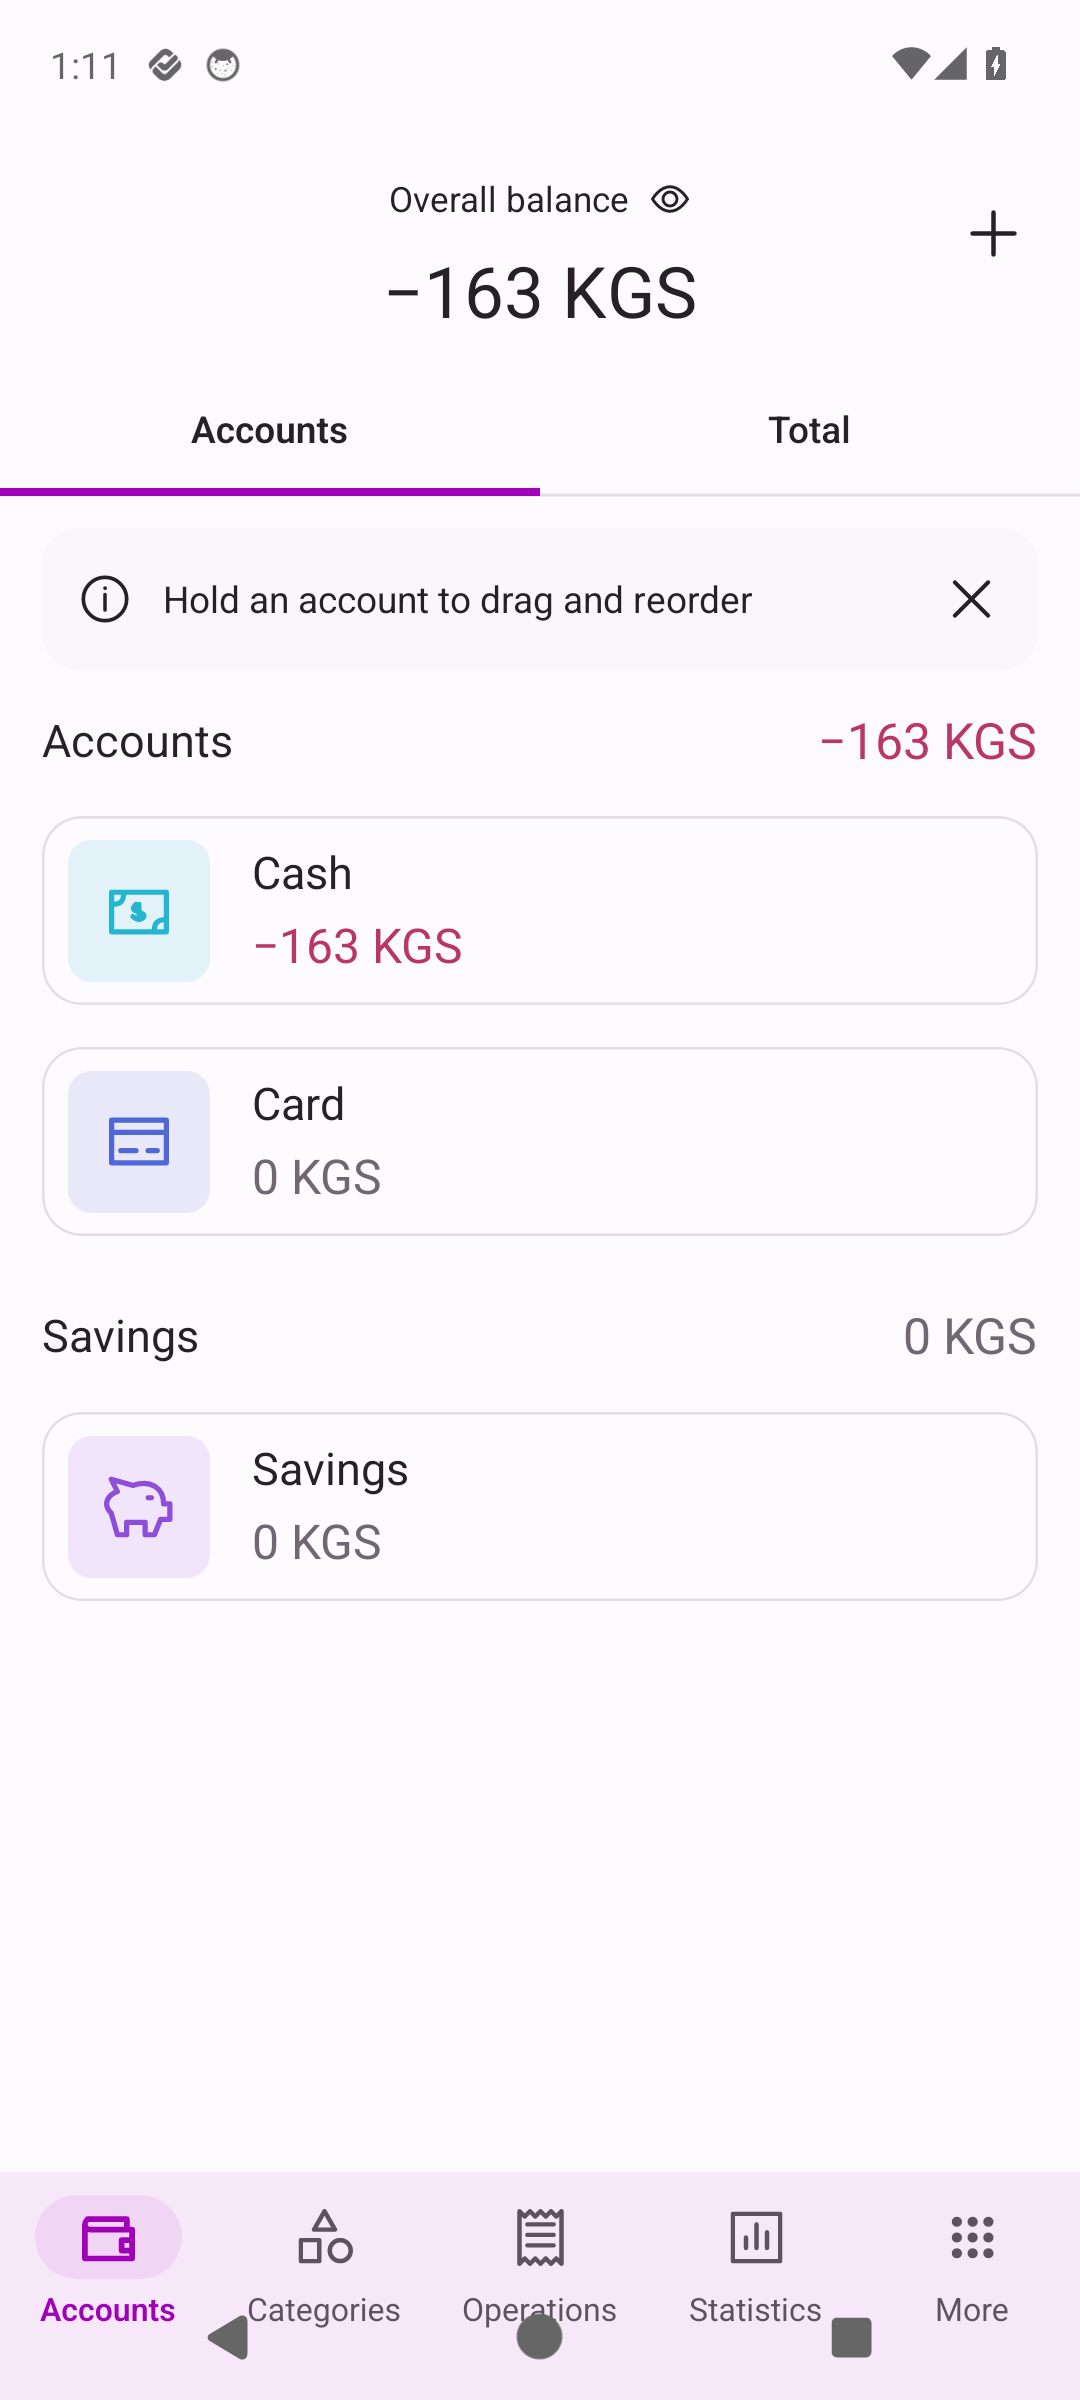 1:11
Overall balance
−163 KGS
Accounts
Total
Hold an account to drag and reorder
Accounts
−163 KGS
Cash
−163 KGS
Card
0 KGS
Savings
0 KGS
Savings
0 KGS
Accounts
Categories
Operations
Statistics
More